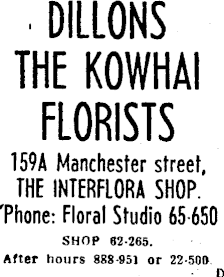 DILLONS
THE KOWHAI
FLORISTS
159A Manchester street,
THE INTERFLORA SHOP.
'Phone: Floral Studio 65-650
SHOP 62-265.
After hours 888-951 or 22-500.
D